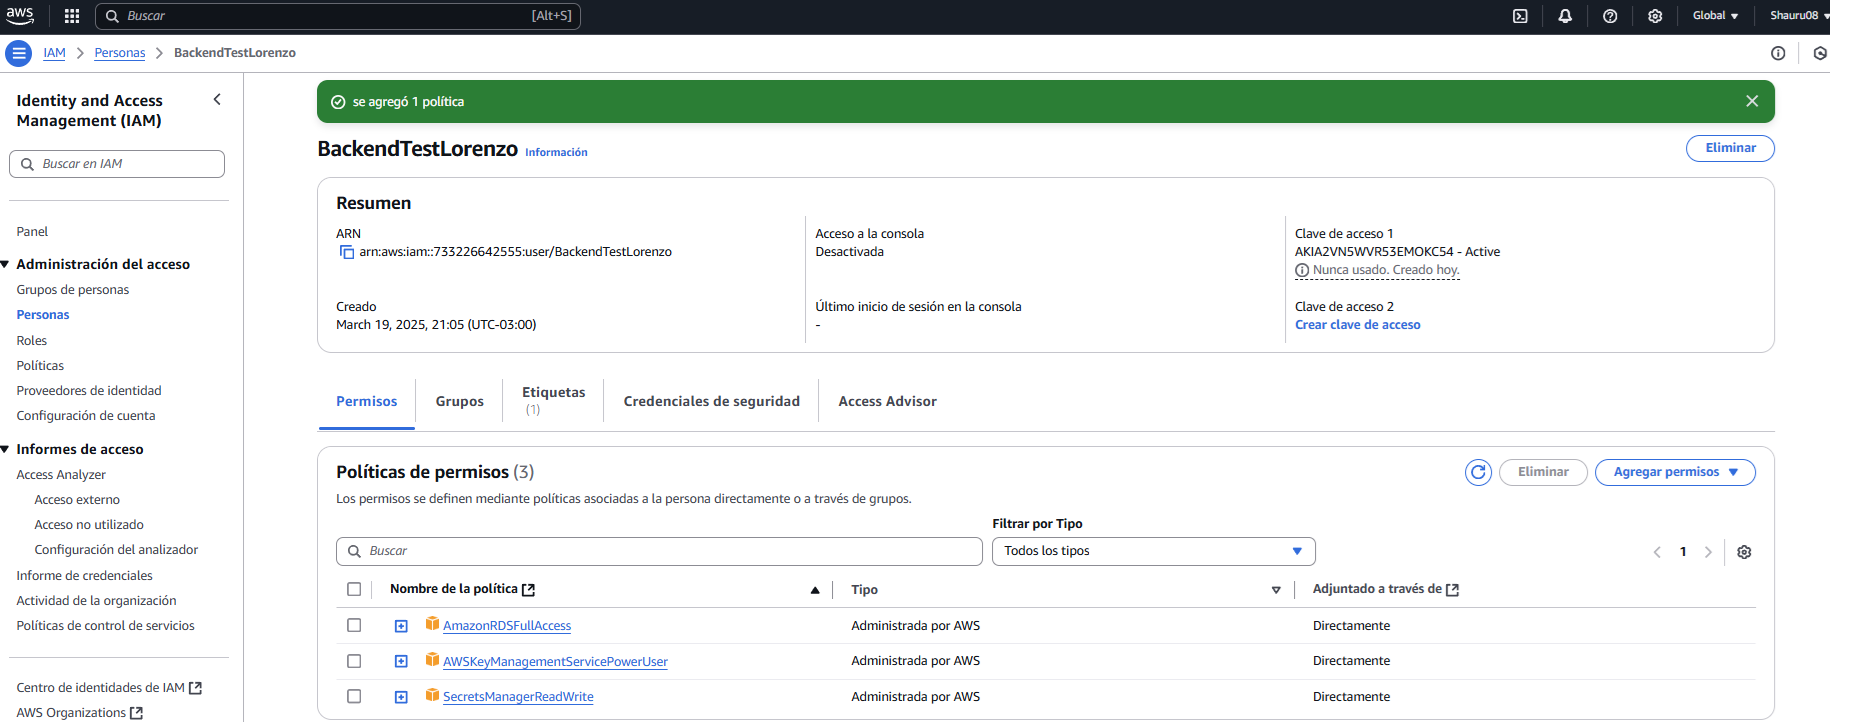 aws
Buscar [Alt+S]
Global
Shauru08
IAM > Personas > BackendTestLorenzo
Identity and Access
Management (IAM)
Buscar en IAM
Panel
Administración del acceso
Grupos de personas
Personas
Roles
Políticas
Proveedores de identidad
Configuración de cuenta
Informes de acceso
Access Analyzer
Acceso externo
Acceso no utilizado
Configuración del analizador
Informe de credenciales
Actividad de la organización
Políticas de control de servicios
Centro de identidades de IAM
AWS Organizations
se agregó 1 política
BackendTestLorenzo Información
Eliminar
Resumen
ARN
arn:aws:iam::733226642555:user/BackendTestLorenzo
Creado
March 19, 2025, 21:05 (UTC-03:00)
Acceso a la consola
Desactivada
Último inicio de sesión en la consola
-
Clave de acceso 1
AKIA2VN5WVR53EMOKC54 - Active
Nunca usado. Creado hoy.
Clave de acceso 2
Crear clave de acceso
Permisos
Grupos
Etiquetas
(1)
Credenciales de seguridad
Access Advisor
Políticas de permisos (3)
Eliminar
Agregar permisos
Los permisos se definen mediante políticas asociadas a la persona directamente o a través de grupos.
Filtrar por Tipo
Buscar
Todos los tipos
1
Nombre de la política Tipo Adjuntado a través de
AmazonRDSFullAccess Administrada por AWS Directamente
AWSKeyManagementServicePowerUser Administrada por AWS Directamente
SecretsManagerReadWrite Administrada por AWS Directamente